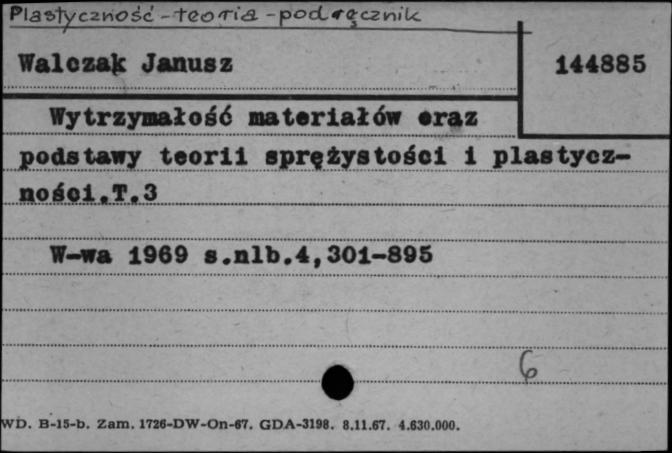 Plastyczność - teoria - podręcznik
Walczak Janusz
144885
Wytrzymałość materiałów oraz
podstawy teorii sprężystości i plastycz-
ności.T.3
W-wa 1969 s.nlb.4,301-895
6
WD. B-15-b. Zam. 1726-DW-On-67. GDA-3198. 8.11.67. 4.630.000.